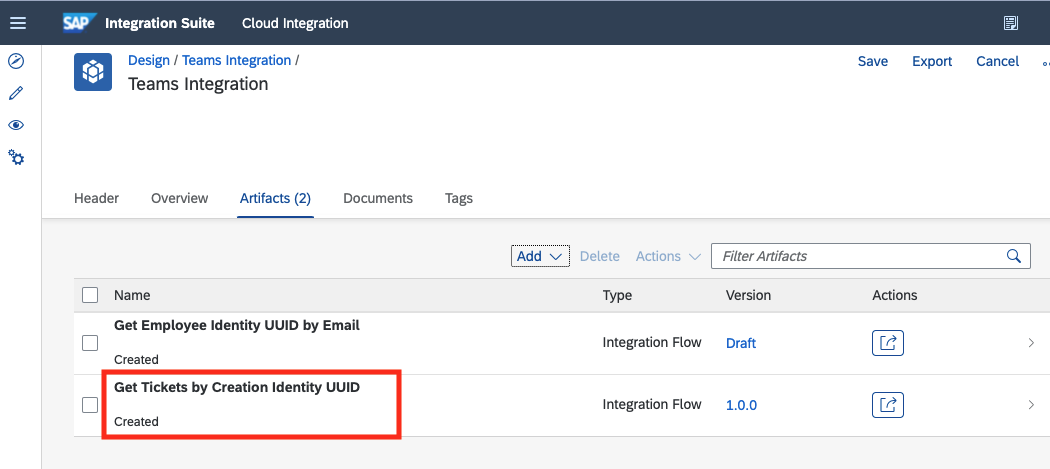 SAP Integration Suite Cloud Integration
Design / Teams Integration /
Teams Integration
Save Export Cancel
Header Overview Artifacts (2) Documents Tags
Add Delete Actions Filter Artifacts
Name Type Version Actions
Get Employee Identity UUID by Email
Integration Flow Draft
Created
Get Tickets by Creation Identity UUID
Integration Flow 1.0.0
Created